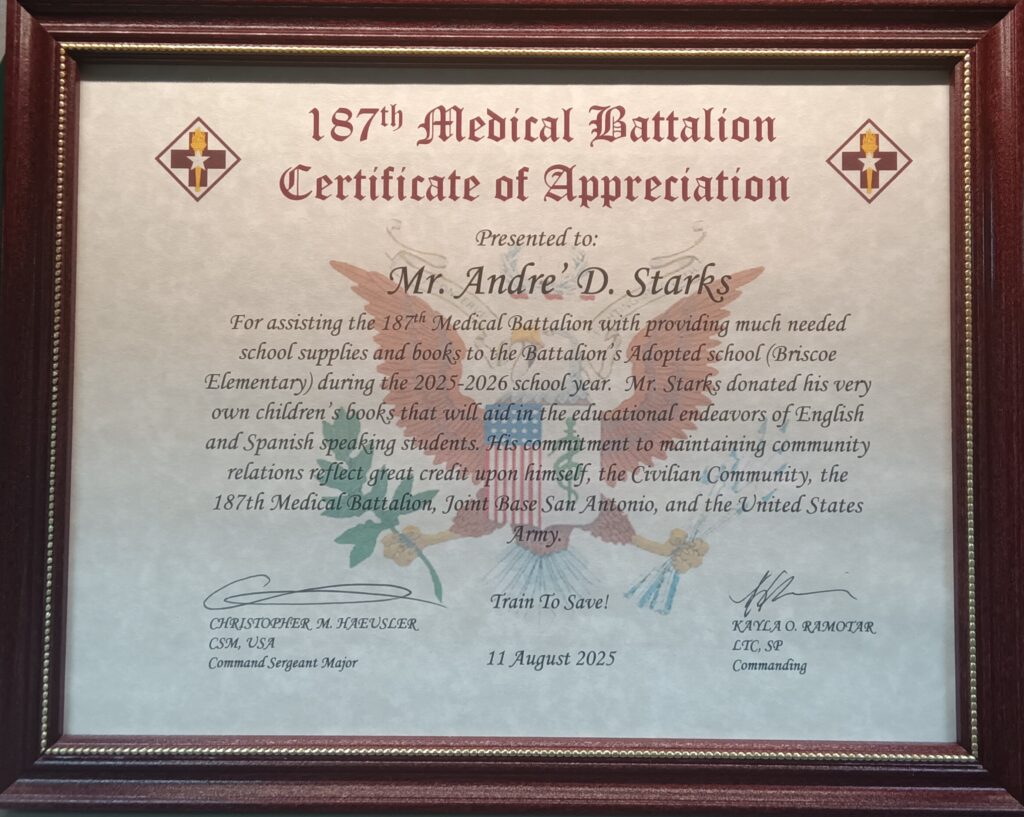 187th Medical Battalion
Certificate of Appreciation
Presented to:
Mr. Andre’ D. Starks
For assisting the 187th Medical Battalion with providing much needed
school supplies and books to the Battalion’s Adopted school (Briscoe
Elementary) during the 2025-2026 school year. Mr. Starks donated his very
own children’s books that will aid in the educational endeavors of English
and Spanish speaking students. His commitment to maintaining community
relations reflect great credit upon himself, the Civilian Community, the
187th Medical Battalion, Joint Base San Antonio, and the United States
Army.
Train To Save!
CHRISTOPHER M. HAEUSLER
CSM, USA
Command Sergeant Major
11 August 2025
KAYLA O. RAMOTAR
LTC, SP
Commanding